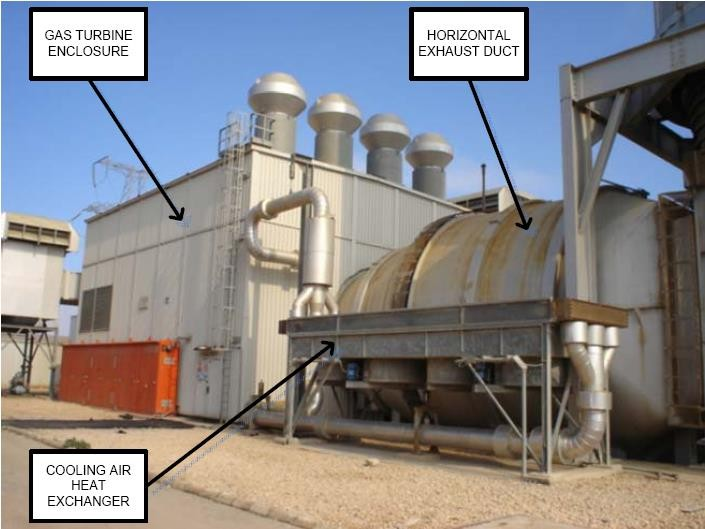 GAS TURBINE
ENCLOSURE
HORIZONTAL
EXHAUST DUCT
COOLING AIR
HEAT
EXCHANGER